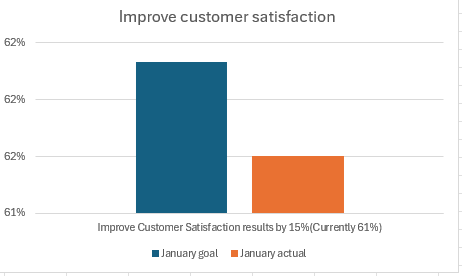 Improve customer satisfaction
62%
62%
62%
61%
Improve Customer Satisfaction results by 15%(Currently 61%)
January goal January actual